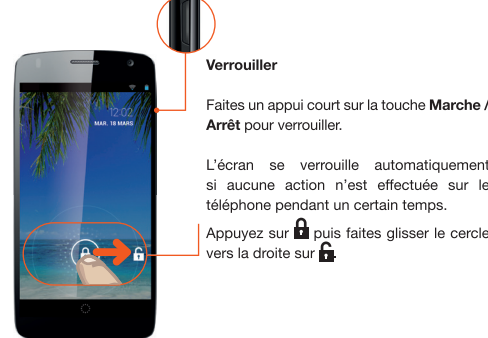 12:02
MAR. 18 MARS
Verrouiller
Faites un appui court sur la touche Marche /
Arrêt pour verrouiller.
L'écran se verrouille automatiquement
si aucune action n'est effectuée sur le
téléphone pendant un certain temps.
Appuyez sur puis faites glisser le cercle
vers la droite sur .